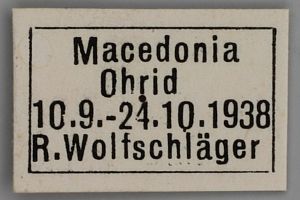 Macedonia
Ohrid
10.9.-24.10.1938
R.Wolfschläger